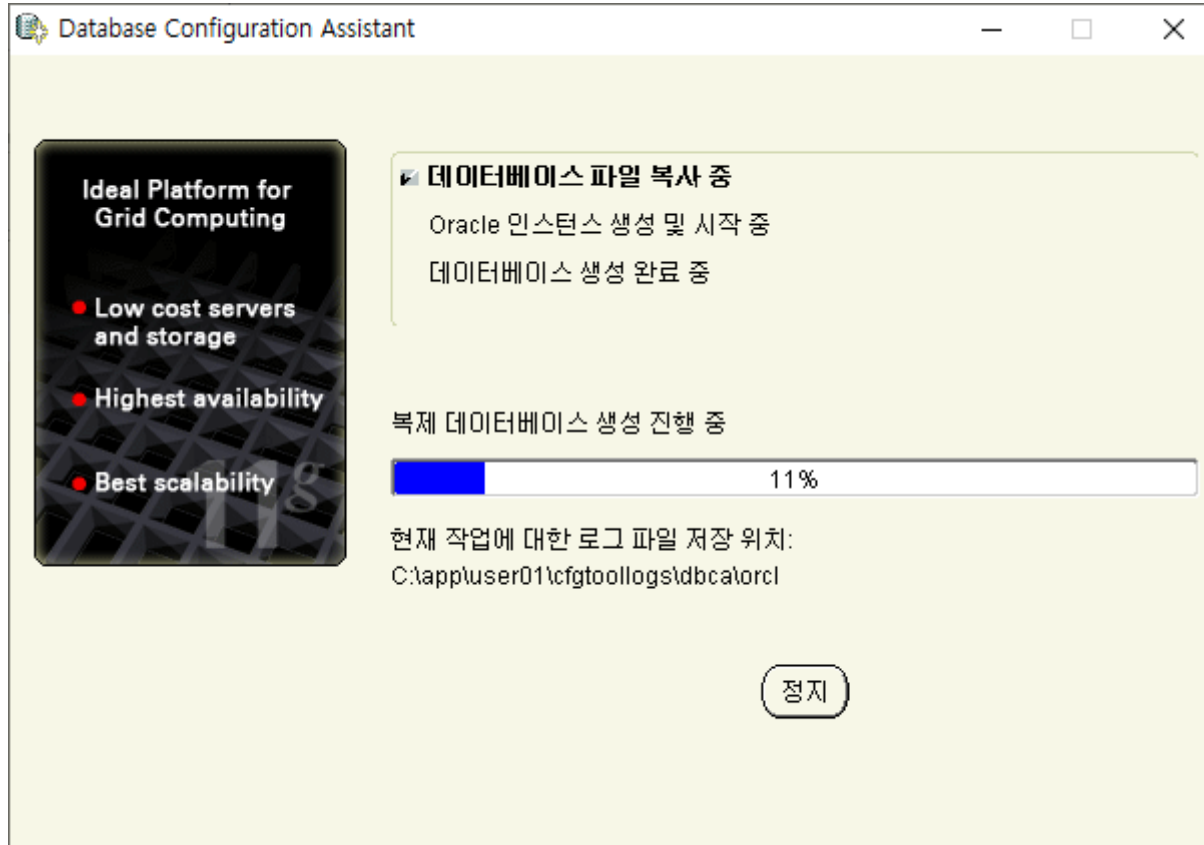 Database Configuration Assistant
Ideal Platform for
Grid Computing
Low cost servers
and storage
Highest availability
Best scalability
11g
데이터베이스 파일 복사 중
Oracle 인스턴스 생성 및 시작 중
데이터베이스 생성 완료 중
복제 데이터베이스 생성 진행 중
11%
현재 작업에 대한 로그 파일 저장 위치:
C:\app\user01\cfgtoollogs\dbca\orcl
정지